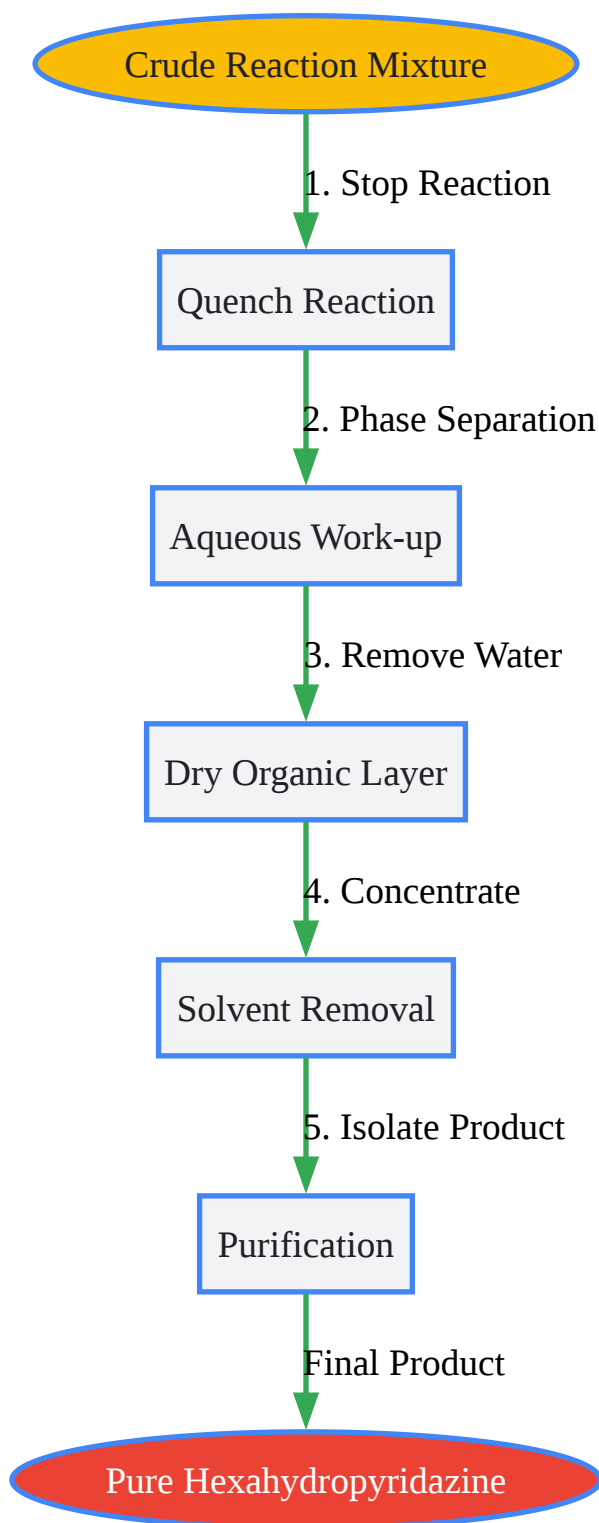 Crude Reaction Mixture
1. Stop Reaction
Quench Reaction
2. Phase Separation
Aqueous Work-up
3. Remove Water
Dry Organic Layer
4. Concentrate
Solvent Removal
5. Isolate Product
Purification
Final Product
Pure Hexahydropyridazine